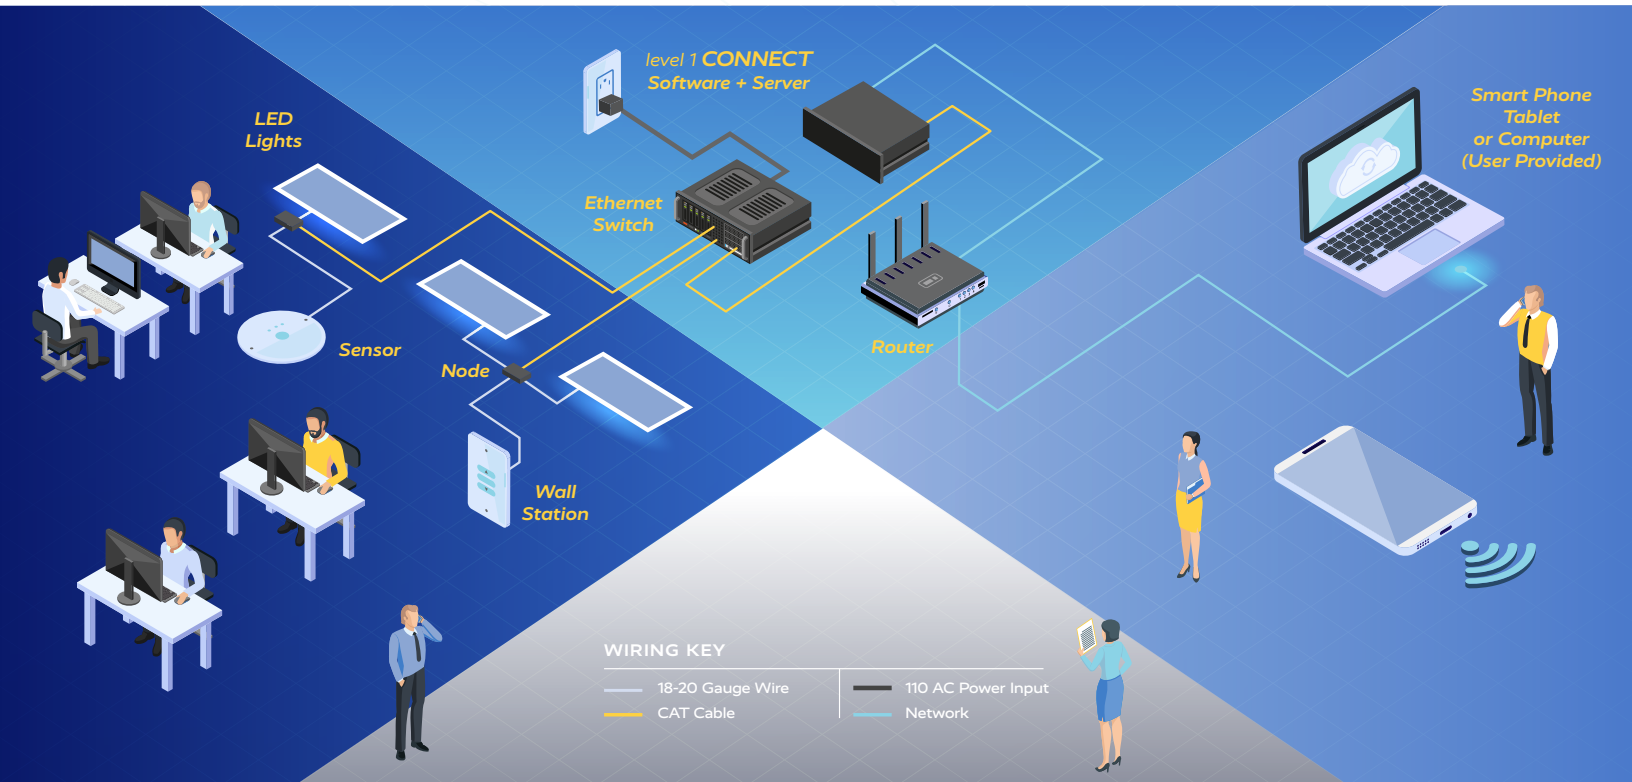 level 1 CONNECT
Software + Server
LED
Lights
Smart Phone
Tablet
or Computer
(User Provided)
Ethernet
Switch
Router
Sensor
Node
Wall
Station
WIRING KEY
18-20 Gauge Wire
110 AC Power Input
CAT Cable
Network